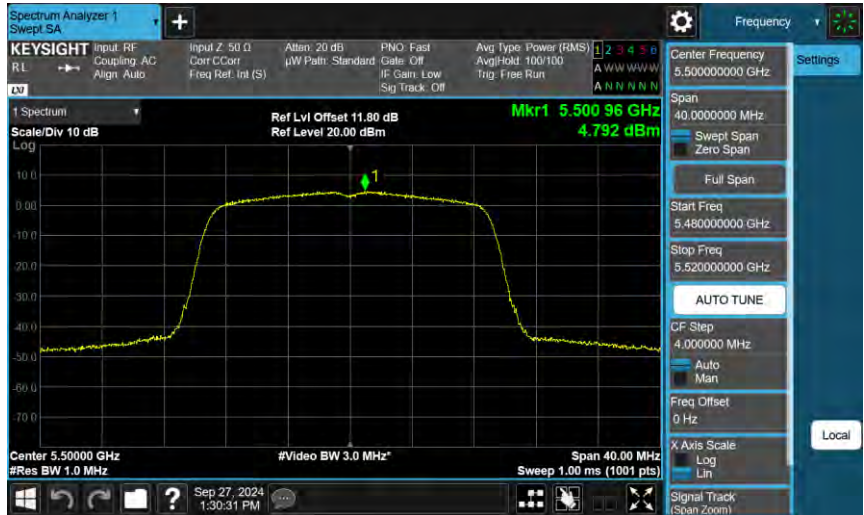 Spectrum Analyzer 1
Swept SA
+
Frequency
KEYSIGHT
RL
LXI
Input: RF
Coupling: AC
Align: Auto
Input Z: 50 Ω
Corr CCorr
Freq Ref: Int (S)
Atten: 20 dB
µW Path: Standard
PNO: Fast
Gate: Off
IF Gain: Low
Sig Track: Off
Avg Type: Power (RMS)
Avg|Hold: 100/100
Trig: Free Run
1 2 3 4 5 6
A W W W W W
A N N N N N
1 Spectrum
Scale/Div 10 dB
Log
Ref Lvl Offset 11.80 dB
Ref Level 20.00 dBm
Mkr1 5.500 96 GHz
4.792 dBm
10.0
0.00
-10.0
-20.0
-30.0
-40.0
-50.0
-60.0
-70.0
1
Center 5.50000 GHz
#Res BW 1.0 MHz
#Video BW 3.0 MHz*
Span 40.00 MHz
Sweep 1.00 ms (1001 pts)
Center Frequency
5.500000000 GHz
Span
40.0000000 MHz
Swept Span
Zero Span
Full Span
Start Freq
5.480000000 GHz
Stop Freq
5.520000000 GHz
AUTO TUNE
CF Step
4.000000 MHz
Auto
Man
Freq Offset
0 Hz
X Axis Scale
Log
Lin
Signal Track
(Span Zoom)
Settings
Local
?
Sep 27, 2024
1:30:31 PM